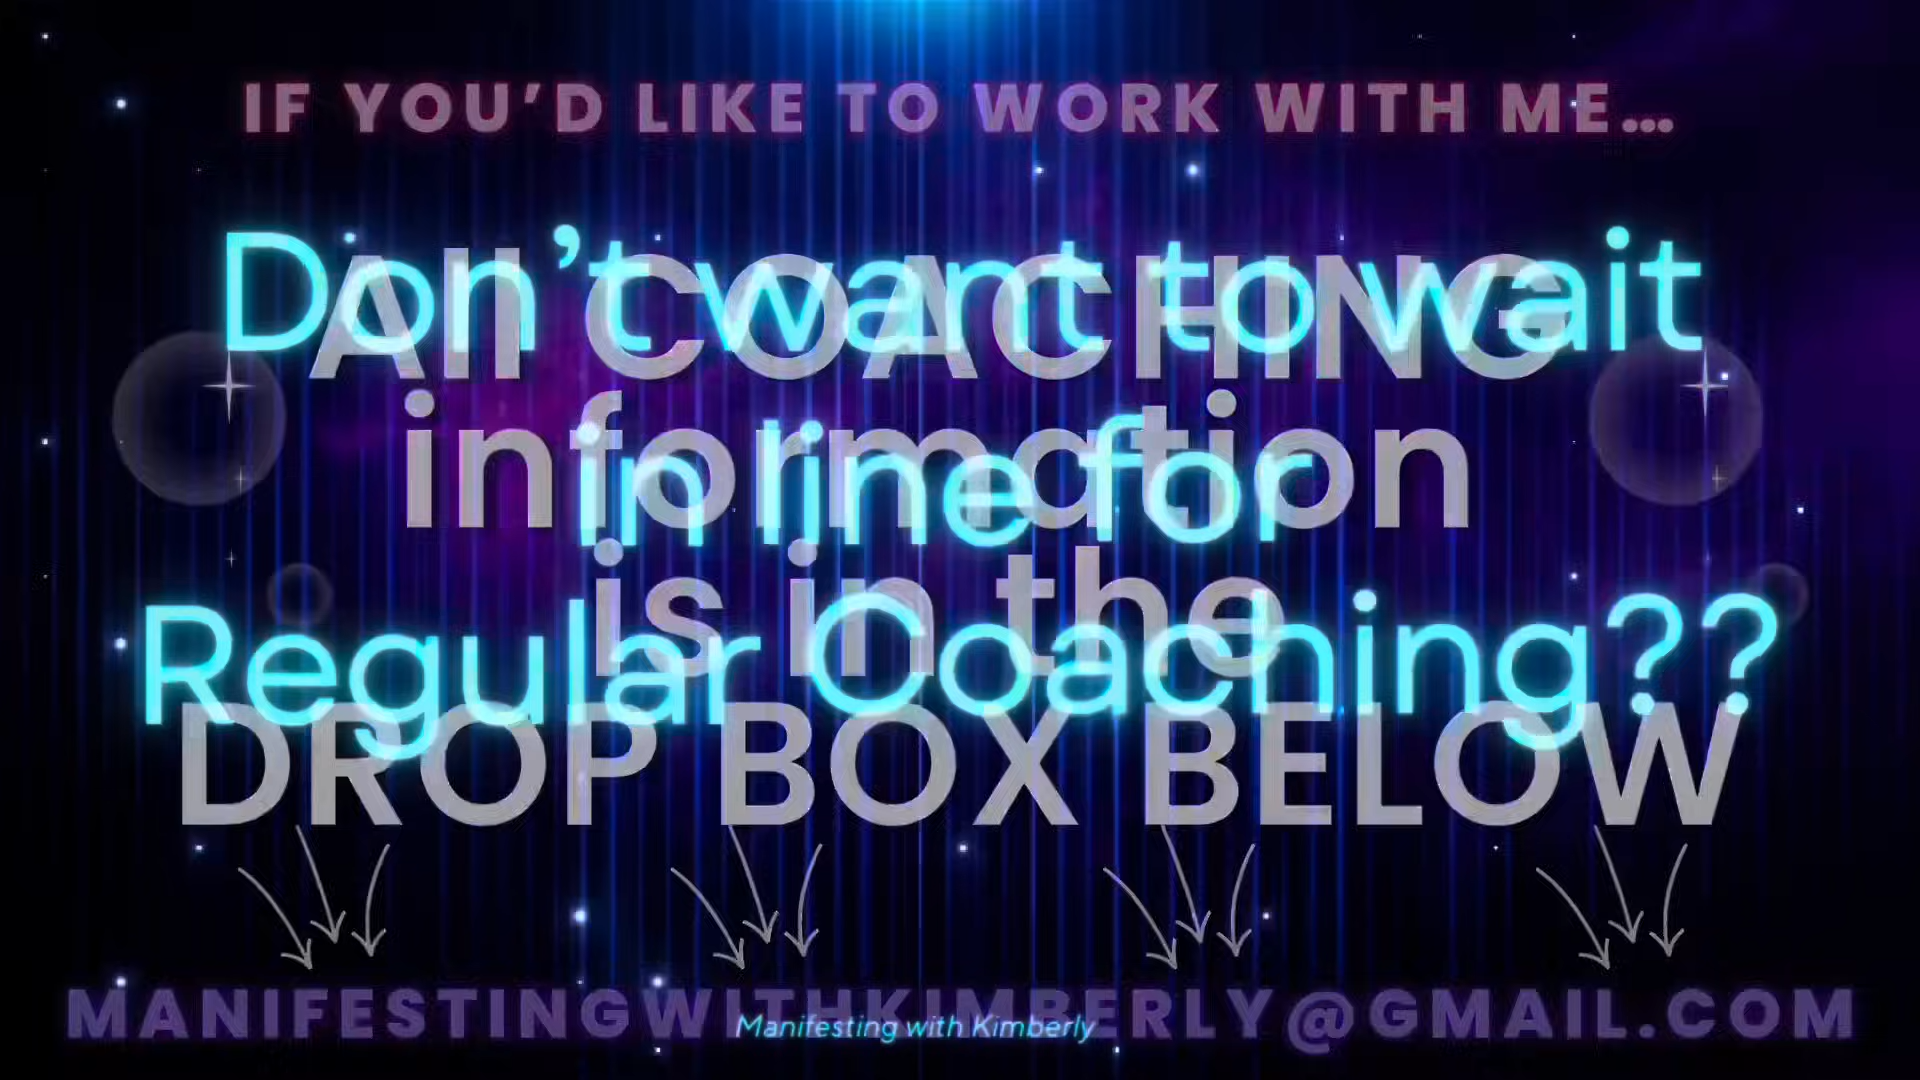 IF YOU'D LIKE TO WORK WITH ME...
Don't want to wait
All COACHING
information
in line for
is in the
Regular Coaching??
DROP BOX BELOW
MANIFESTINGWITHKIMBERLY@GMAIL.COM
Manifesting with Kimberly